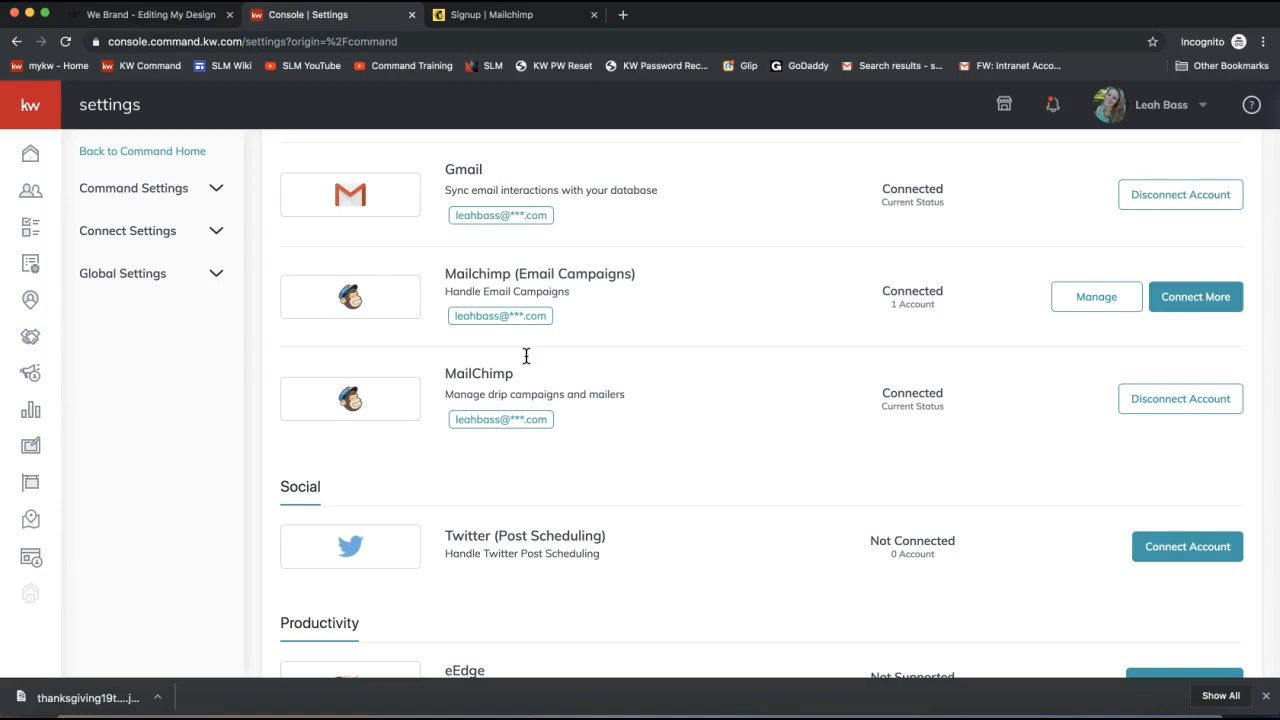 We Brand - Editing My Design
Console | Settings
Signup | Mailchimp
console.command.kw.com/settings?origin=%2Fcommand
Incognito
mykw - Home
KW Command
SLM Wiki
SLM YouTube
Command Training
SLM
KW PW Reset
KW Password Rec...
Glip
GoDaddy
Search results - s...
FW: Intranet Acco...
Other Bookmarks
kw
settings
Leah Bass
Back to Command Home
Command Settings
Connect Settings
Global Settings
Gmail
Sync email interactions with your database
leahbass@***.com
Connected
Current Status
Disconnect Account
Mailchimp (Email Campaigns)
Handle Email Campaigns
leahbass@***.com
Connected
1 Account
Manage
Connect More
MailChimp
Manage drip campaigns and mailers
leahbass@***.com
Connected
Current Status
Disconnect Account
Social
Twitter (Post Scheduling)
Handle Twitter Post Scheduling
Not Connected
0 Account
Connect Account
Productivity
eEdge
Not Supported
thanksgiving19t....j...
Show All